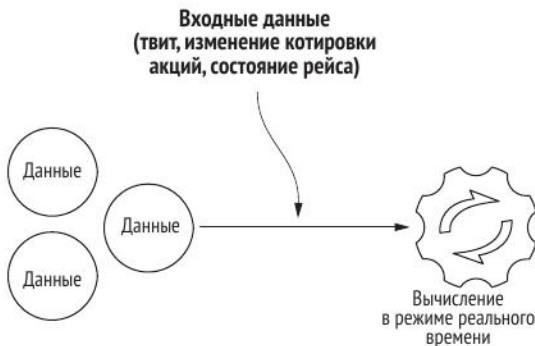 Входные данные
(твит, изменение котировки
акций, состояние рейса)
Данные
Данные
Данные
Вычисление
в режиме реального
времени